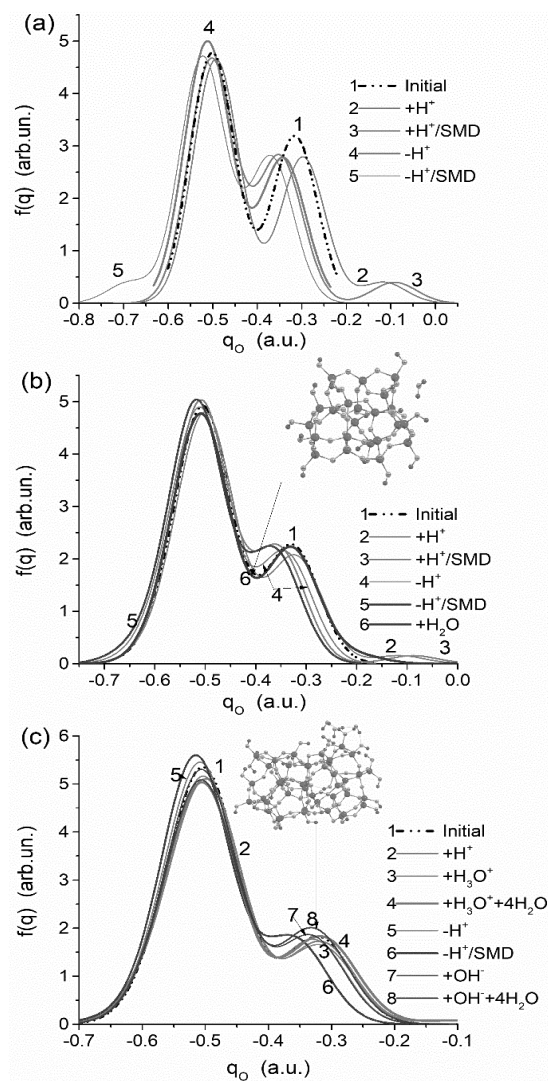 (a)
4
5
1
1 Initial
2 +H⁺
3 +H⁺/SMD
4 -H⁺
5 -H⁺/SMD
4
f(q) (arb.un.)
3
2
1
5
2
3
0
-0.8 -0.7 -0.6 -0.5 -0.4 -0.3 -0.2 -0.1 0.0
q_O (a.u.)
(b)
6
5
4
f(q) (arb.un.)
1 Initial
2 +H⁺
3 +H⁺/SMD
4 -H⁺
5 -H⁺/SMD
6 +H₂O
3
1
2
6
4
1
5
2
3
0
-0.7 -0.6 -0.5 -0.4 -0.3 -0.2 -0.1 0.0
q_O (a.u.)
(c)
6
5
1
5
4
2
f(q) (arb.un.)
1 Initial
2 +H⁺
3 +H₃O⁺
4 +H₃O⁺+4H₂O
5 -H⁺
6 -H⁺/SMD
7 +OH⁻
8 +OH⁻+4H₂O
3
2
7
8
4
3
6
1
0
-0.7 -0.6 -0.5 -0.4 -0.3 -0.2 -0.1
q_O (a.u.)